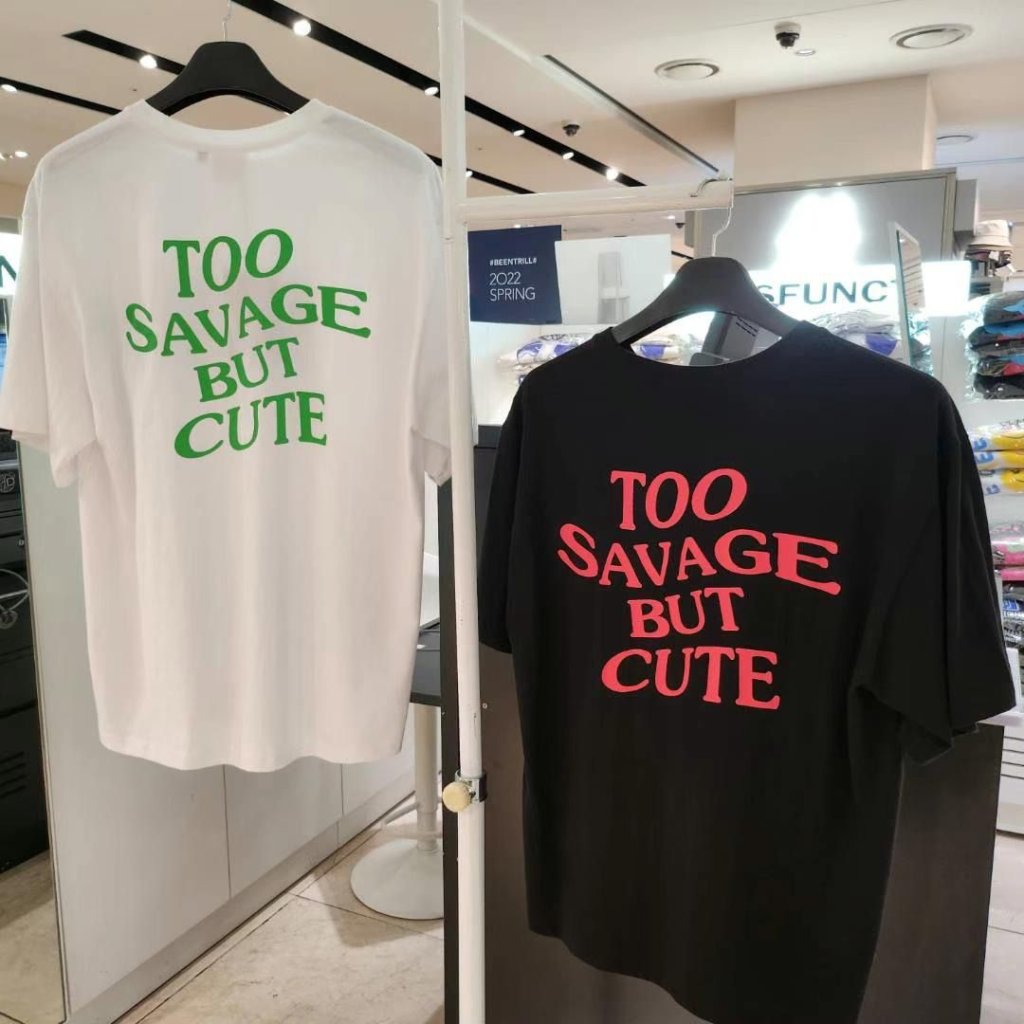 TOO
SAVAGE
BUT
CUTE
#BEENTRILL#
2022
SPRING
SFUNCT
TOO
SAVAGE
BUT
CUTE